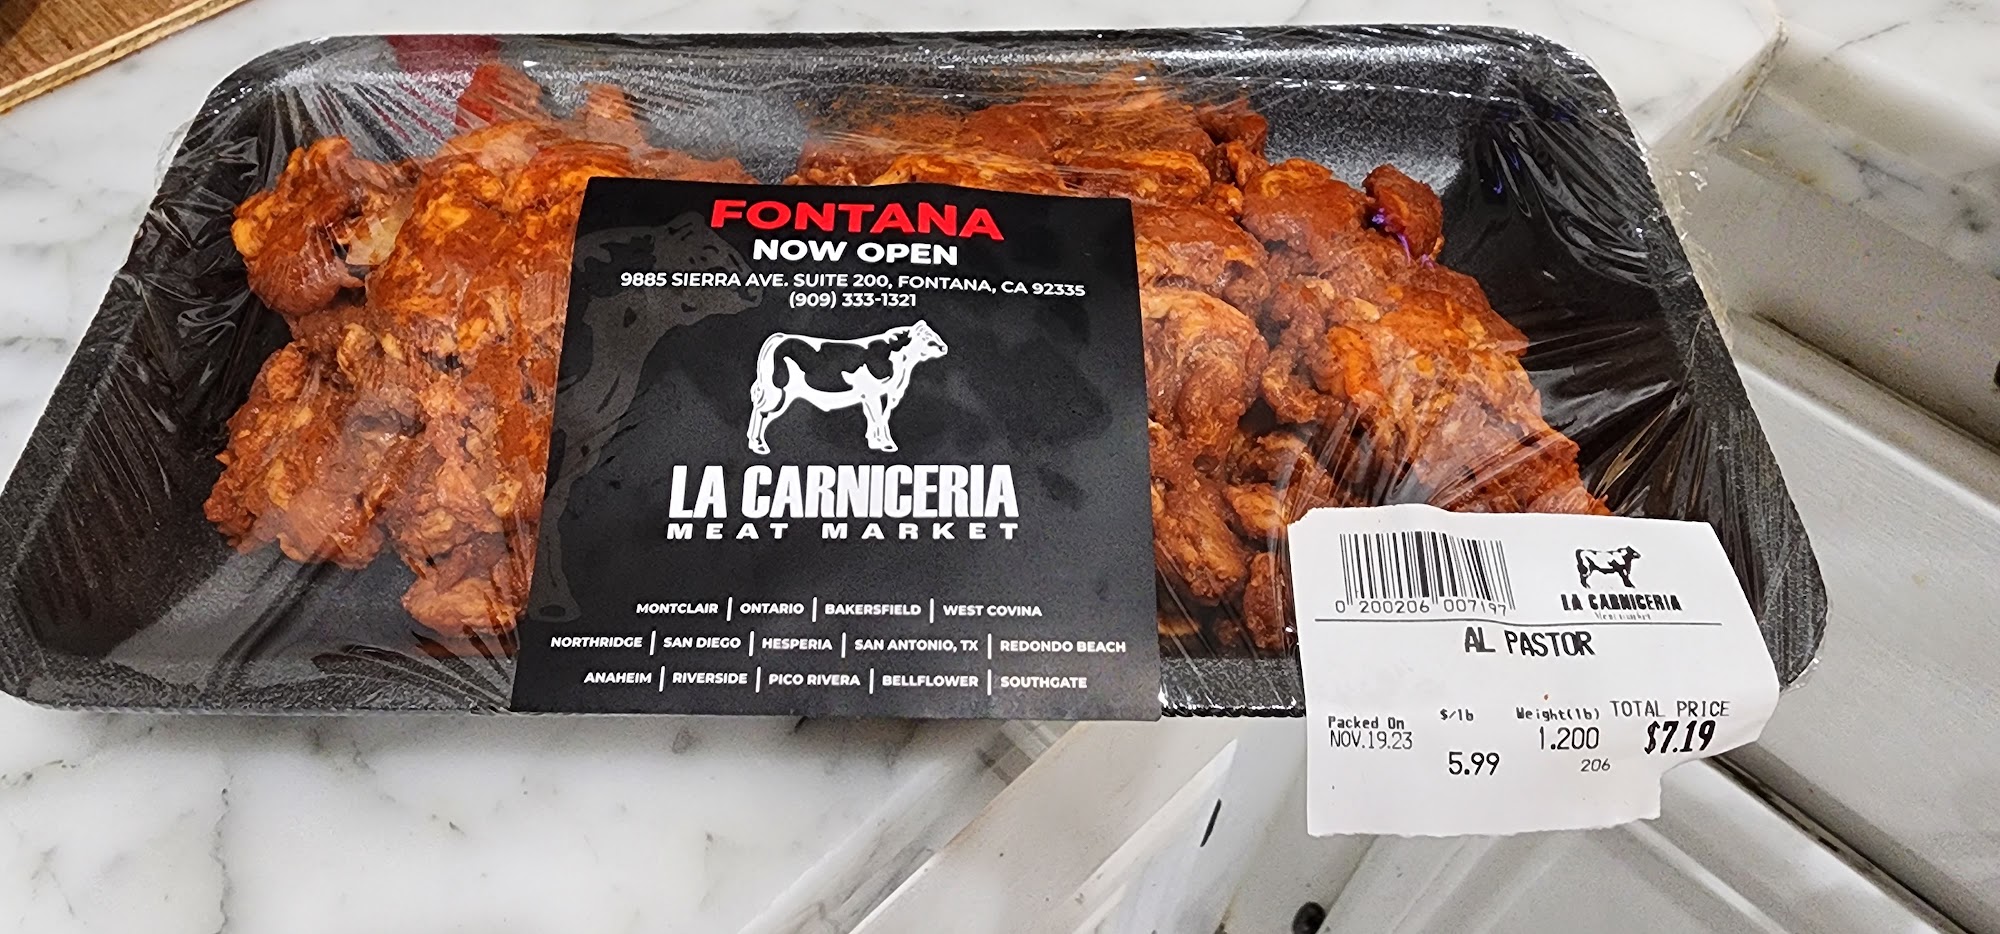 FONTANA
NOW OPEN
9885 SIERRA AVE. SUITE 200, FONTANA, CA 92335
(909) 333-1321
LA CARNICERIA
MEAT MARKET
MONTCLAIR | ONTARIO | BAKERSFIELD | WEST COVINA
NORTHRIDGE | SAN DIEGO | HESPERIA | SAN ANTONIO, TX | REDONDO BEACH
ANAHEIM | RIVERSIDE | PICO RIVERA | BELLFLOWER | SOUTHGATE
0 200206 007197
LA CARNICERIA
Meat market
AL PASTOR
Packed On $/lb Weight(lb) TOTAL PRICE
NOV.19.23 5.99 1.200 $7.19
206